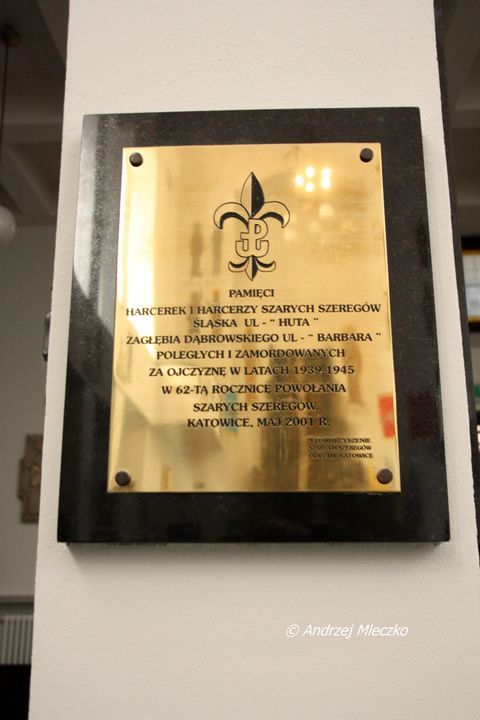 PAMIĘCI
HARCEREK I HARCERZY SZARYCH SZEREGÓW
ŚLĄSKA UL - " HUTA "
ZAGŁĘBIA DĄBROWSKIEGO UL - " BARBARA "
POLEGŁYCH I ZAMORDOWANYCH
ZA OJCZYZNĘ W LATACH 1939-1945
W 62-TĄ ROCZNICĘ POWOŁANIA
SZARYCH SZEREGÓW.
KATOWICE, MAJ 2001 R.
STOWARZYSZENIE
SZARYCH SZEREGÓW
ODDZIAŁ KATOWICE
© Andrzej Mleczko